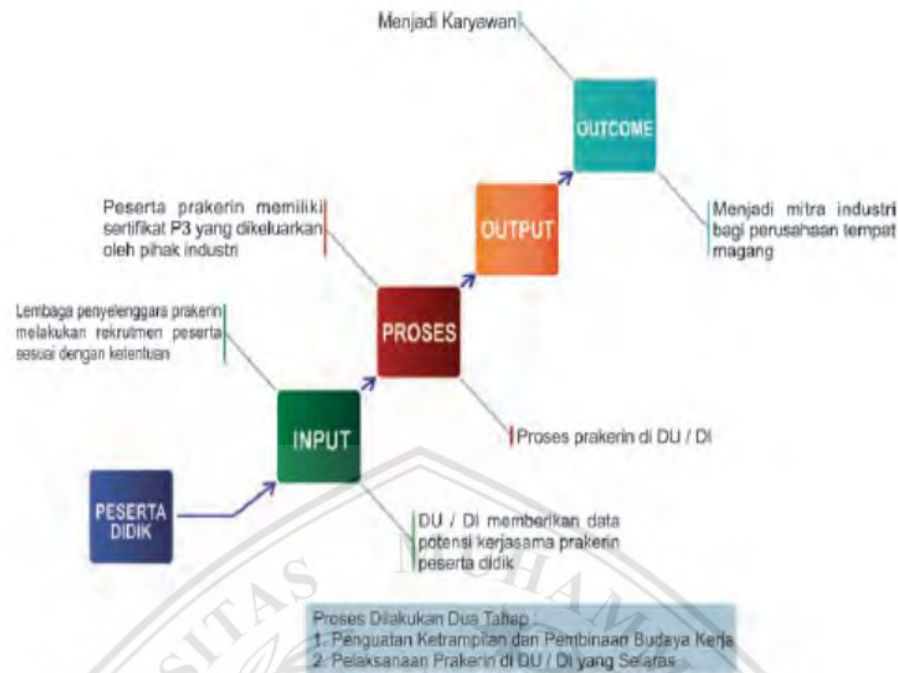 Menjadi Karyawan
OUTCOME
Peserta prakerin memiliki
sertifikat P3 yang dikeluarkan
oleh pihak industri
OUTPUT
Menjadi mitra industri
bagi perusahaan tempat
magang
Lembaga penyelenggara prakerin
melakukan rekrutmen peserta
sesuai dengan ketentuan
PROSES
INPUT
Proses prakerin di DU / DI
PESERTA
DIDIK
DU / DI memberikan data
potensi kerjasama prakerin
peserta didik
SITAS MUHAM
Proses Dilakukan Dua Tahap :
1. Penguatan Ketrampilan dan Pembinaan Budaya Kerja
2. Pelaksanaan Prakerin di DU / DI yang Selaras